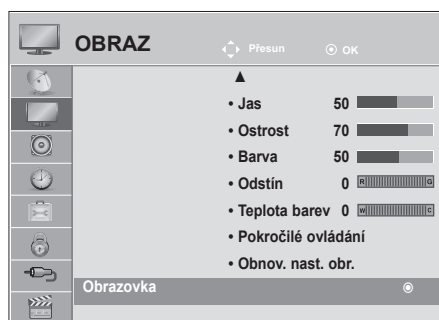 OBRAZ Přesun OK
• Jas 50
• Ostrost 70
• Barva 50
• Odstín 0 R G
• Teplota barev 0 W C
• Pokročilé ovládání
• Obnov. nast. obr.
Obrazovka